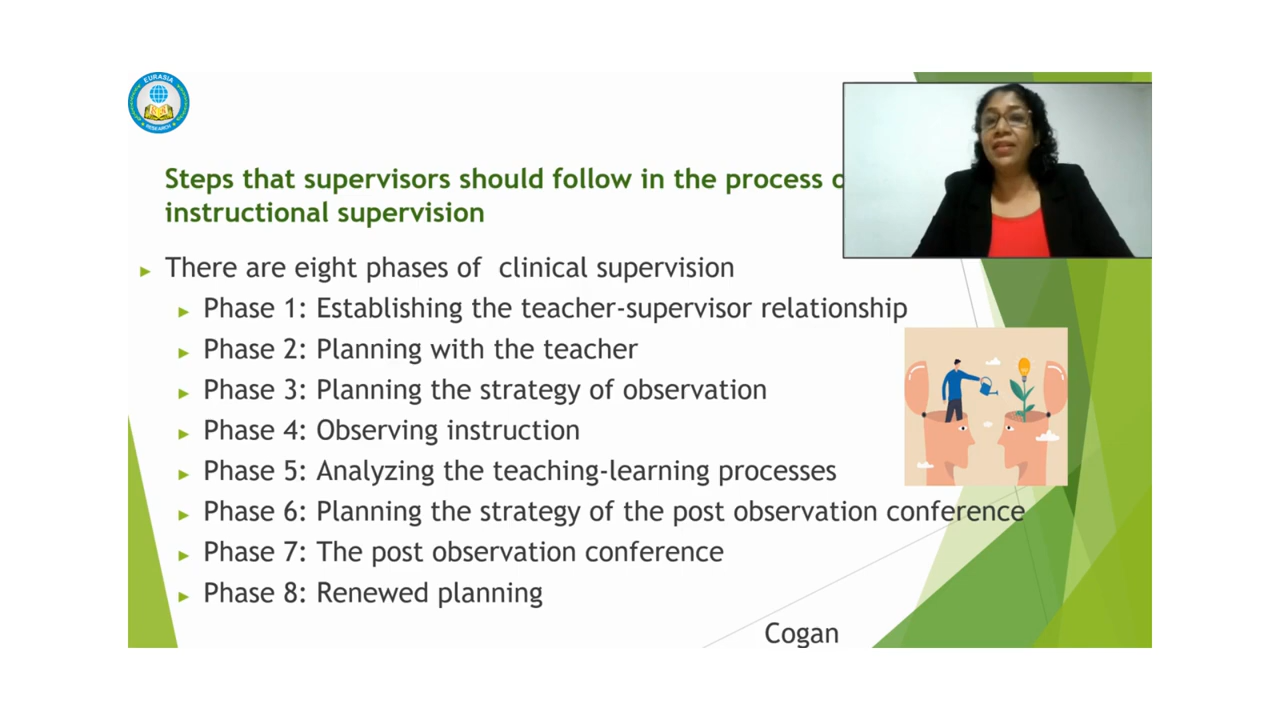 EURASIA
RESEARCH
Steps that supervisors should follow in the process
instructional supervision
There are eight phases of clinical supervision
Phase 1: Establishing the teacher-supervisor relationship
Phase 2: Planning with the teacher
Phase 3: Planning the strategy of observation
Phase 4: Observing instruction
Phase 5: Analyzing the teaching-learning processes
Phase 6: Planning the strategy of the post observation conference
Phase 7: The post observation conference
Phase 8: Renewed planning
Cogan